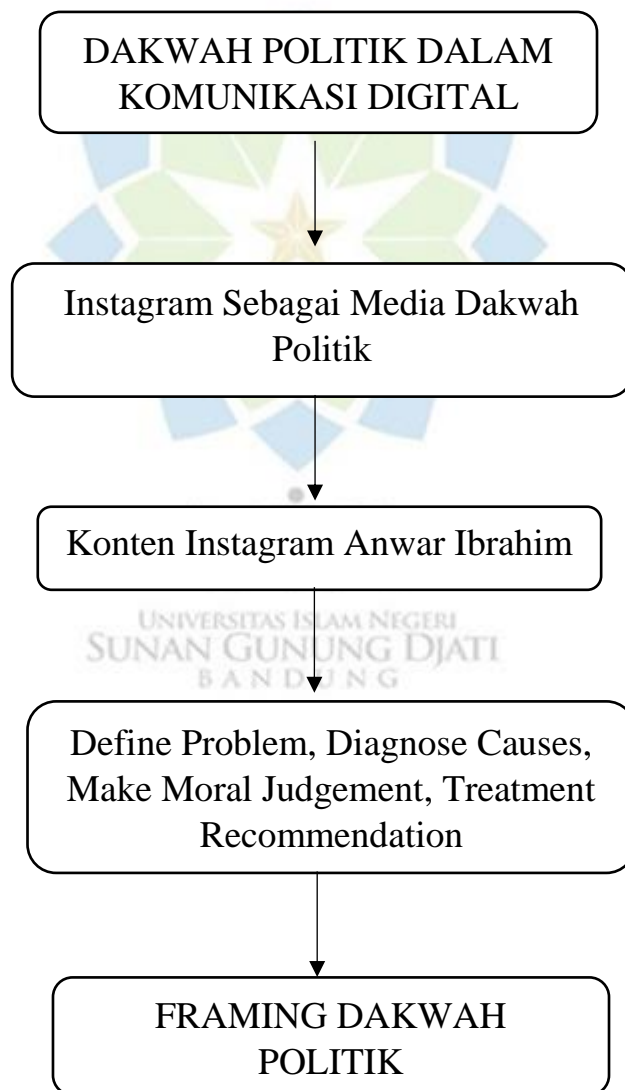 DAKWAH POLITIK DALAM
KOMUNIKASI DIGITAL
Instagram Sebagai Media Dakwah
Politik
Konten Instagram Anwar Ibrahim
UNIVERSITAS ISLAM NEGERI
SUNAN GUNUNG DJATI
BANDUNG
Define Problem, Diagnose Causes,
Make Moral Judgement, Treatment
Recommendation
FRAMING DAKWAH
POLITIK